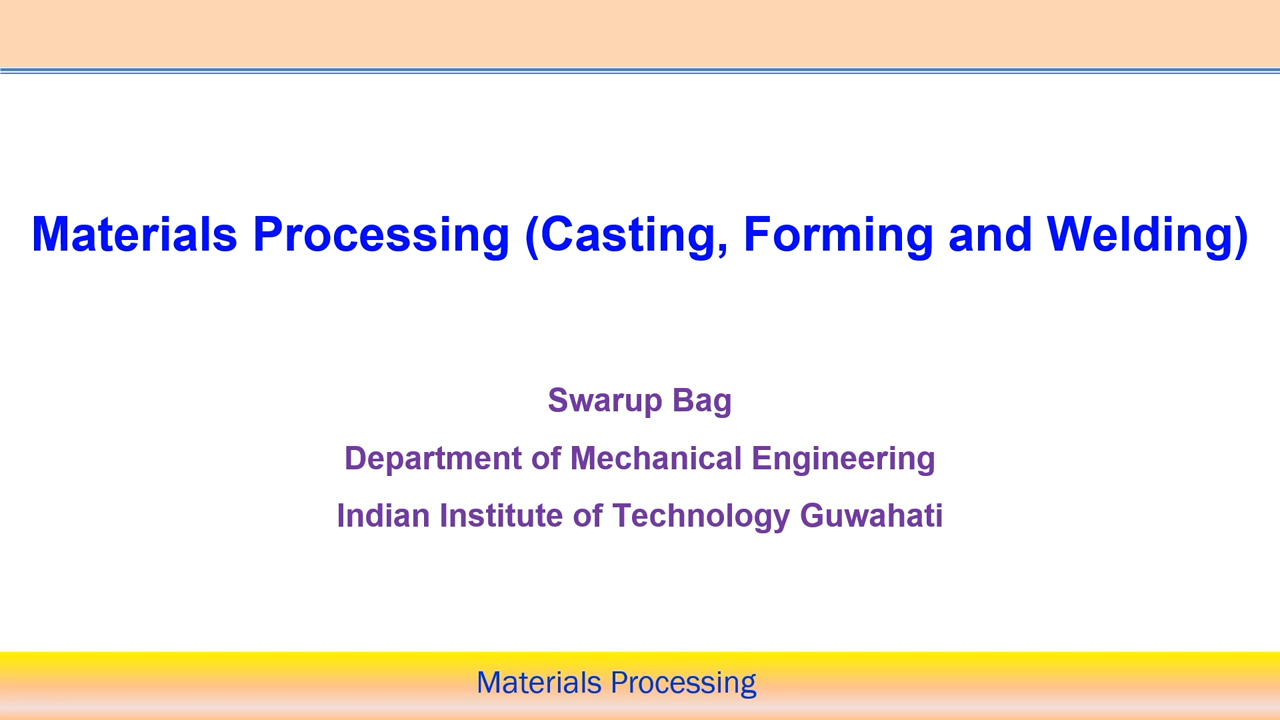 Materials Processing (Casting, Forming and Welding)
Swarup Bag
Department of Mechanical Engineering
Indian Institute of Technology Guwahati
Materials Processing